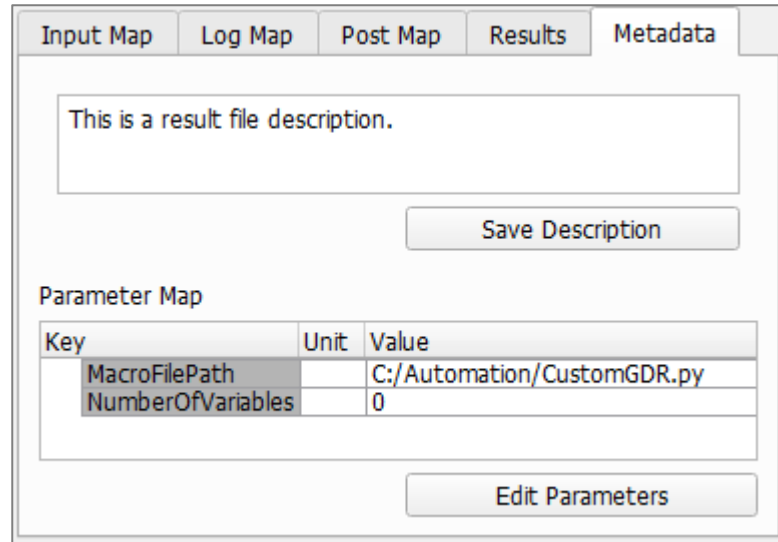 Input Map Log Map Post Map Results Metadata
This is a result file description.
Save Description
Parameter Map
Key Unit Value
MacroFilePath C:/Automation/CustomGDR.py
NumberOfVariables 0
Edit Parameters